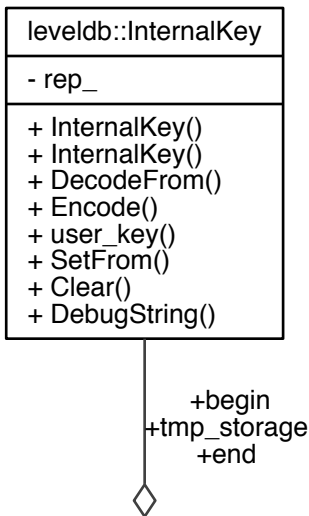 leveldb::InternalKey
- rep_
+ InternalKey()
+ InternalKey()
+ DecodeFrom()
+ Encode()
+ user_key()
+ SetFrom()
+ Clear()
+ DebugString()
+begin
+tmp_storage
+end